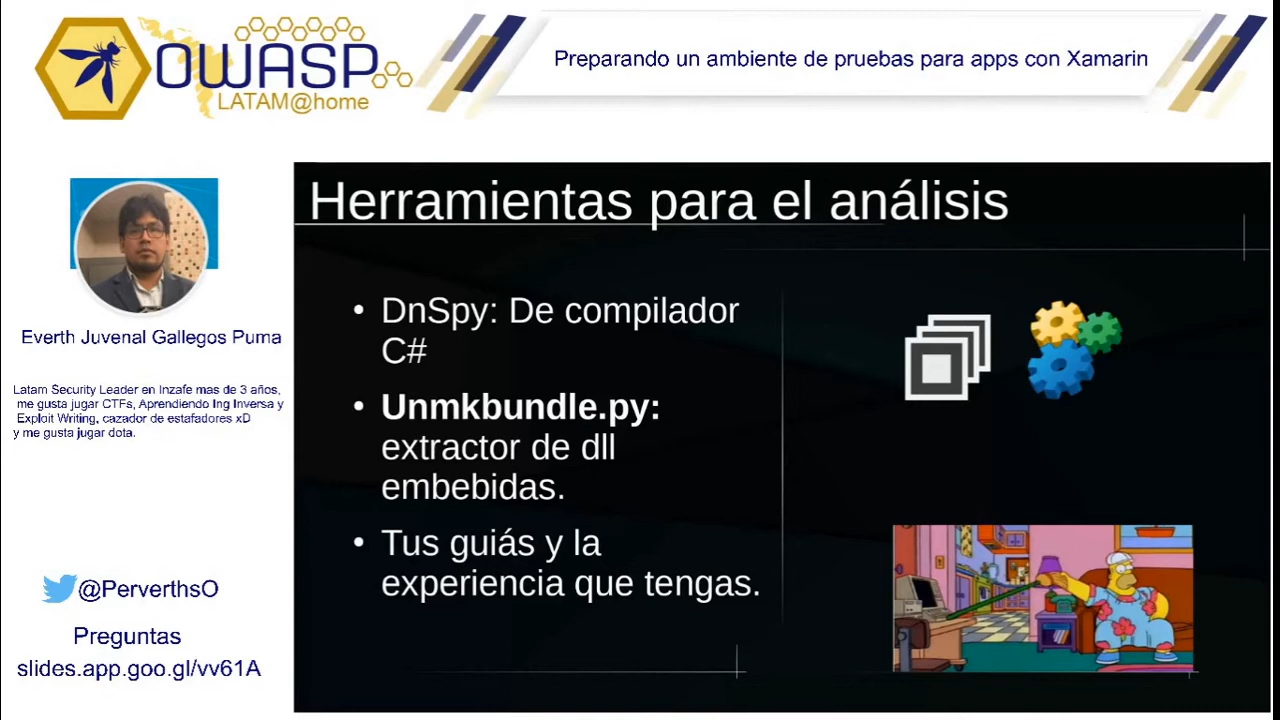 OWASP
LATAM@home
Preparando un ambiente de pruebas para apps con Xamarin
Everth Juvenal Gallegos Puma
Latam Security Leader en Inzafe mas de 3 años,
me gusta jugar CTFs, Aprendiendo Ing Inversa y
Exploit Writing, cazador de estafadores xD
y me gusta jugar dota.
@PerverthsO
Preguntas
slides.app.goo.gl/vv61A
Herramientas para el análisis
• DnSpy: De compilador
C#
• Unmkbundle.py:
extractor de dll
embebidas.
• Tus guiás y la
experiencia que tengas.